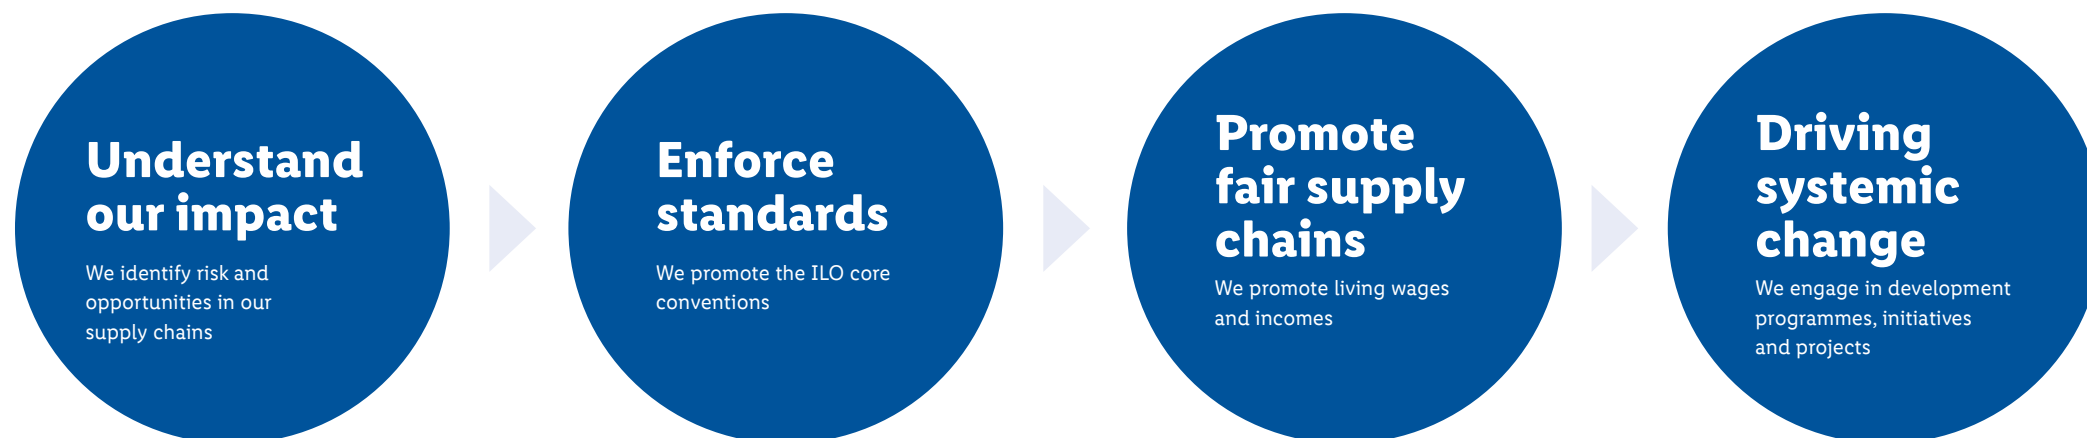 Understand
our impact
We identify risk and
opportunities in our
supply chains
Enforce
standards
We promote the ILO core
conventions
Promote
fair supply
chains
We promote living wages
and incomes
Driving
systemic
change
We engage in development
programmes, initiatives
and projects